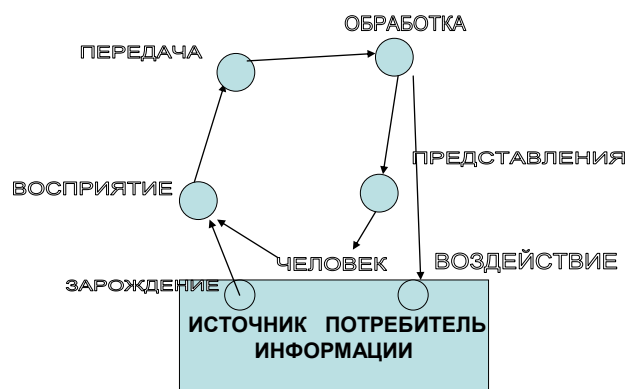 ОБРАБОТКА
ПЕРЕДАЧА
ПРЕДСТАВЛЕНИЯ
ВОСПРИЯТИЕ
ЧЕЛОВЕК
ВОЗДЕЙСТВИЕ
ЗАРОЖДЕНИЕ
ИСТОЧНИК ПОТРЕБИТЕЛЬ
ИНФОРМАЦИИ